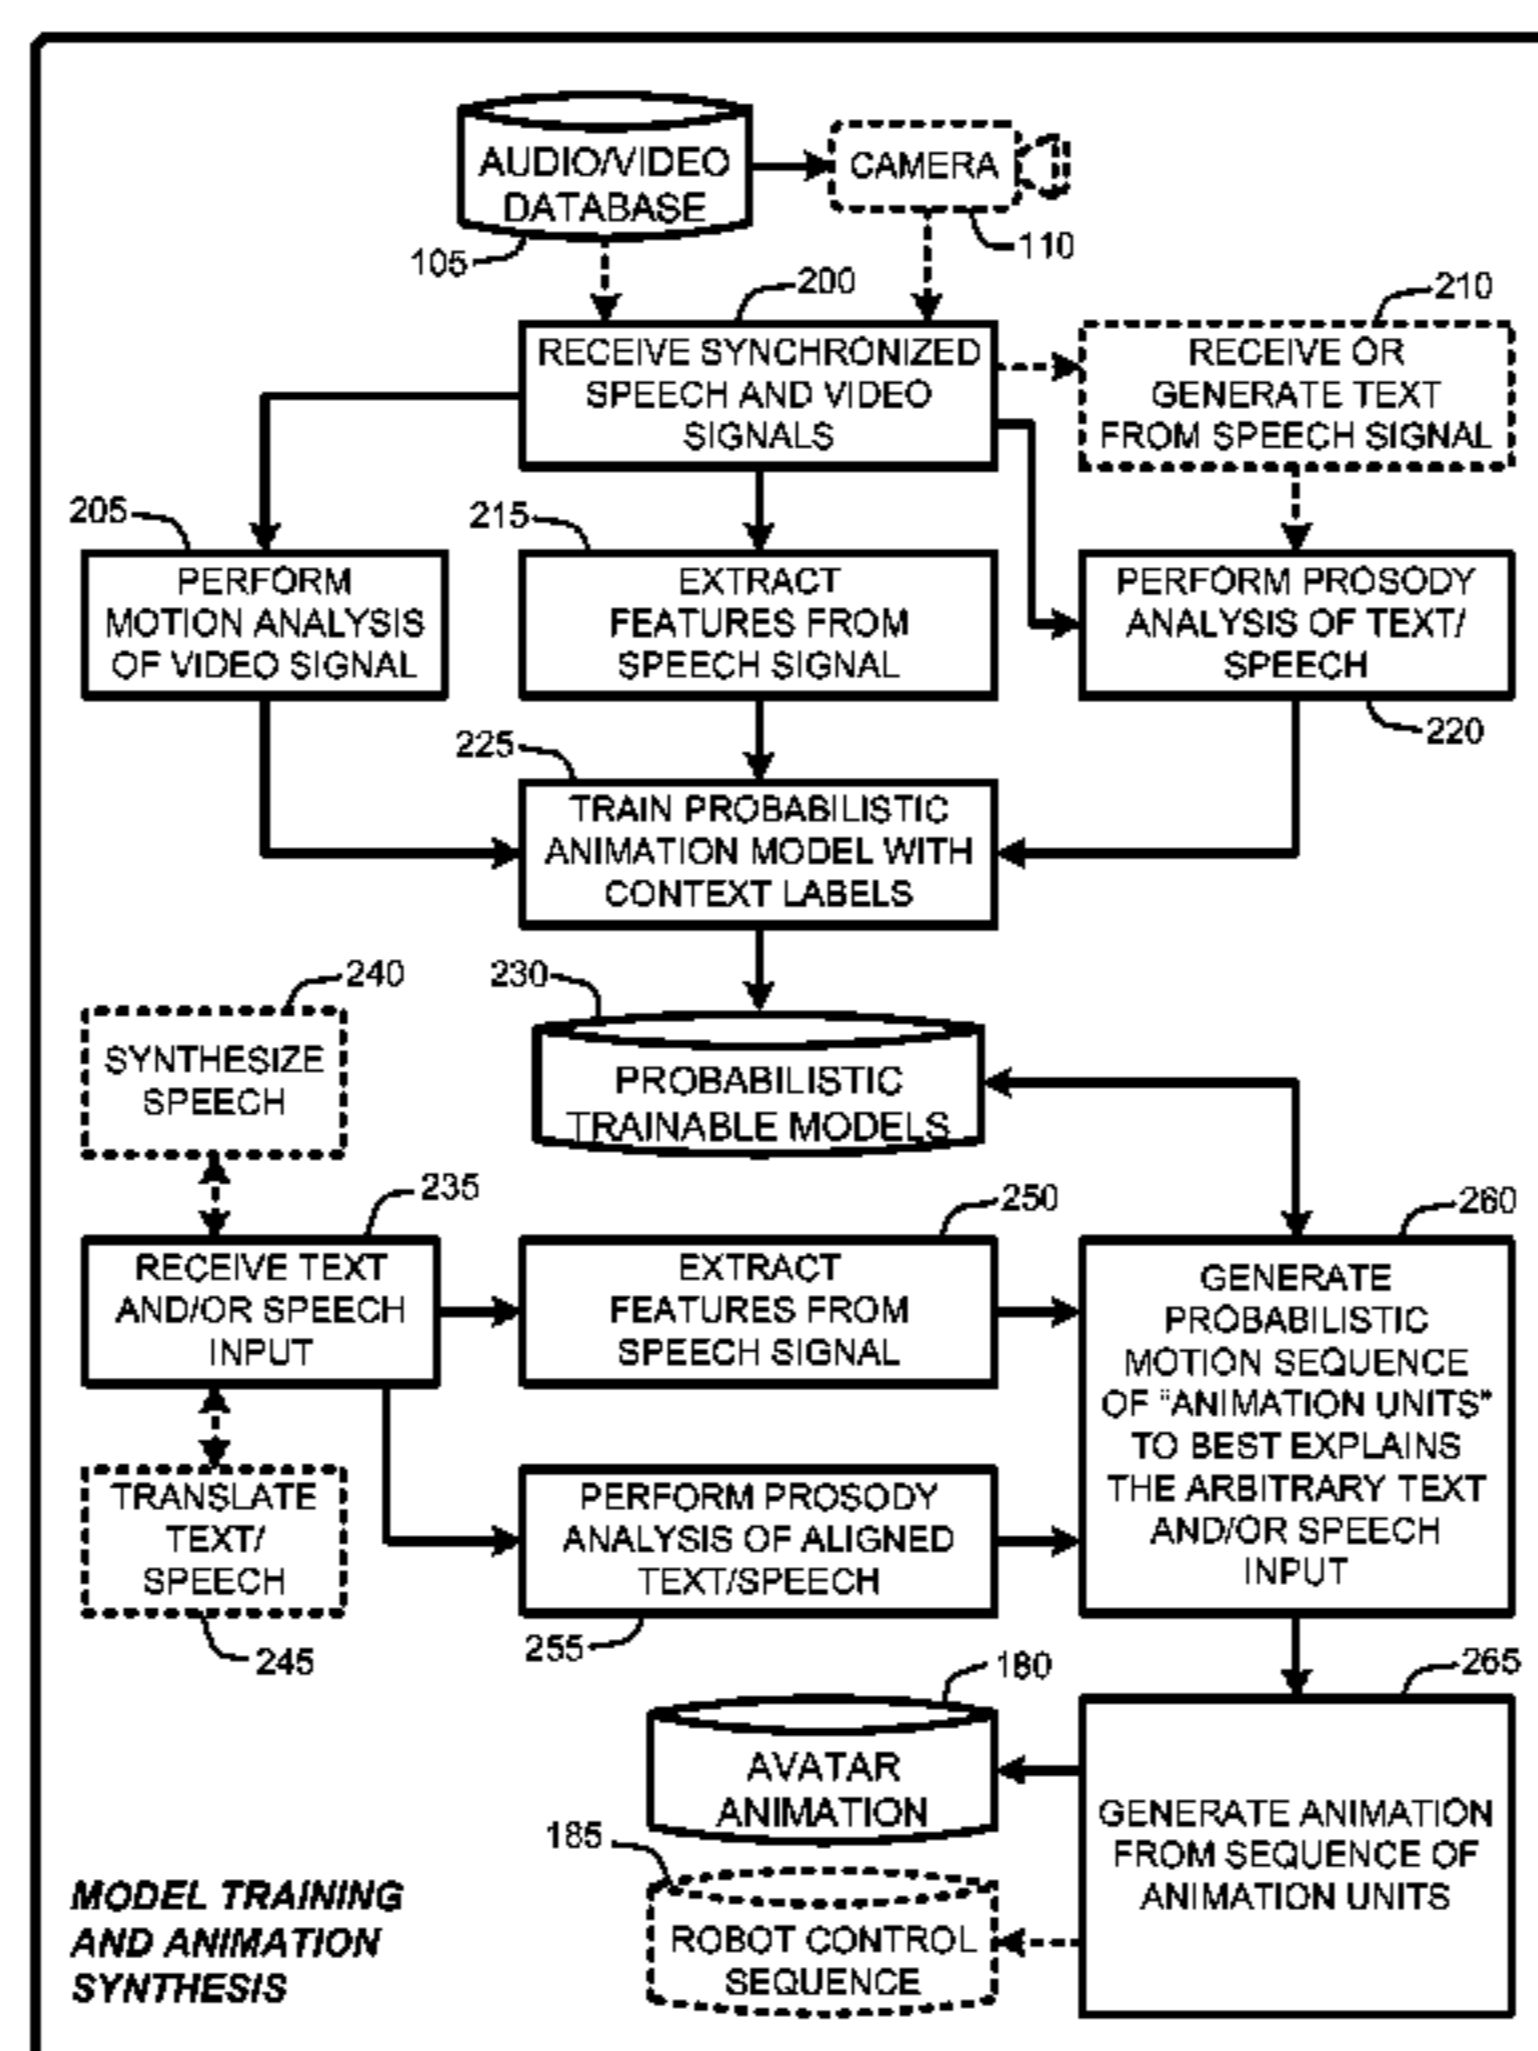 AUDIO/VIDEO
DATABASE
CAMERA
105
110
200
210
RECEIVE SYNCHRONIZED
SPEECH AND VIDEO
SIGNALS
RECEIVE OR
GENERATE TEXT
FROM SPEECH SIGNAL
205
215
PERFORM
MOTION ANALYSIS
OF VIDEO SIGNAL
EXTRACT
FEATURES FROM
SPEECH SIGNAL
PERFORM PROSODY
ANALYSIS OF TEXT/
SPEECH
220
225
TRAIN PROBABILISTIC
ANIMATION MODEL WITH
CONTEXT LABELS
240
230
SYNTHESIZE
SPEECH
PROBABILISTIC
TRAINABLE MODELS
235
250
260
RECEIVE TEXT
AND/OR SPEECH
INPUT
EXTRACT
FEATURES FROM
SPEECH SIGNAL
GENERATE
PROBABILISTIC
MOTION SEQUENCE
OF “ANIMATION UNITS”
TO BEST EXPLAINS
THE ARBITRARY TEXT
AND/OR SPEECH
INPUT
TRANSLATE
TEXT/
SPEECH
PERFORM PROSODY
ANALYSIS OF ALIGNED
TEXT/SPEECH
245
255
180
265
AVATAR
ANIMATION
185
GENERATE ANIMATION
FROM SEQUENCE OF
ANIMATION UNITS
ROBOT CONTROL
SEQUENCE
MODEL TRAINING
AND ANIMATION
SYNTHESIS